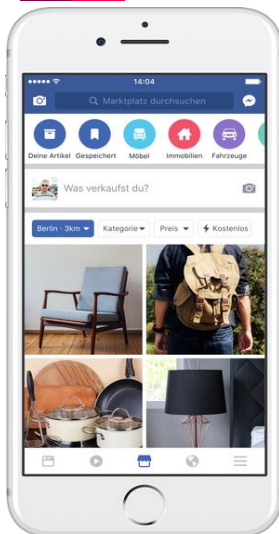 14:04
Marktplatz durchsuchen
Deine Artikel Gespeichert Möbel Immobilien Fahrzeuge
Was verkaufst du?
Berlin · 3km Kategorie Preis Kostenlos